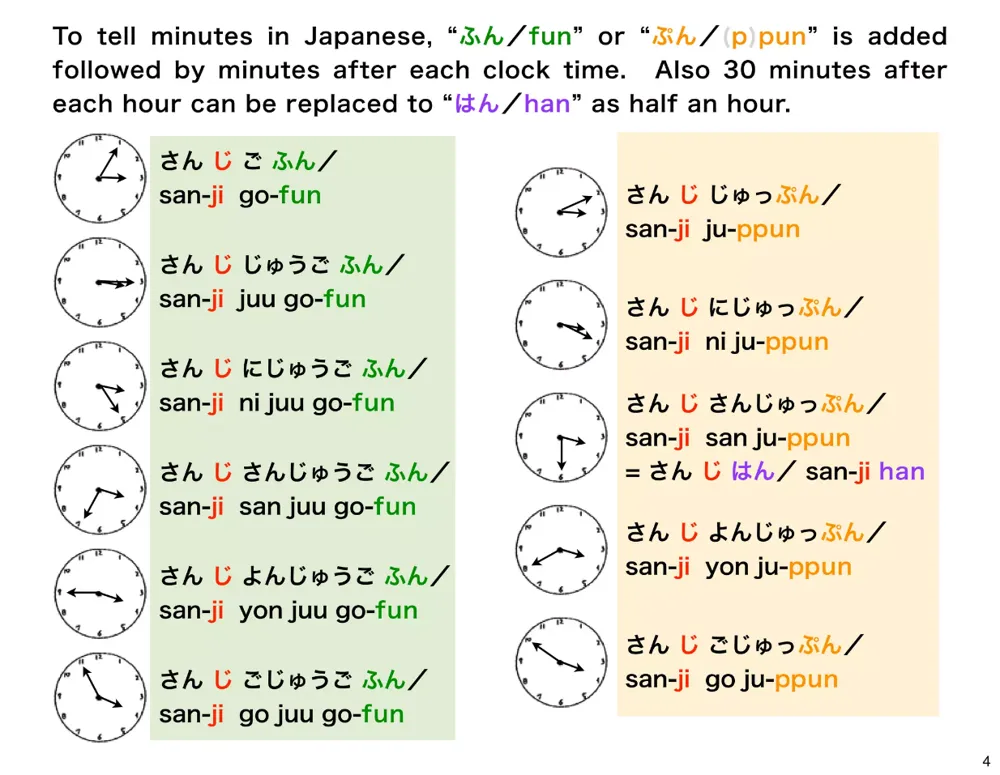 To tell minutes in Japanese, “ふん／fun” or “ぷん／(p)pun” is added
followed by minutes after each clock time.  Also 30 minutes after
each hour can be replaced to “はん／han” as half an hour.
さん じ ご ふん／
san-ji  go-fun
さん じ じゅうご ふん／
san-ji  juu go-fun
さん じ にじゅうご ふん／
san-ji  ni juu go-fun
さん じ さんじゅうご ふん／
san-ji  san juu go-fun
さん じ よんじゅうご ふん／
san-ji  yon juu go-fun
さん じ ごじゅうご ふん／
san-ji  go juu go-fun
さん じ じゅっぷん／
san-ji  ju-ppun
さん じ にじゅっぷん／
san-ji  ni ju-ppun
さん じ さんじゅっぷん／
san-ji  san ju-ppun
= さん じ はん／ san-ji han
さん じ よんじゅっぷん／
san-ji  yon ju-ppun
さん じ ごじゅっぷん／
san-ji  go ju-ppun
4